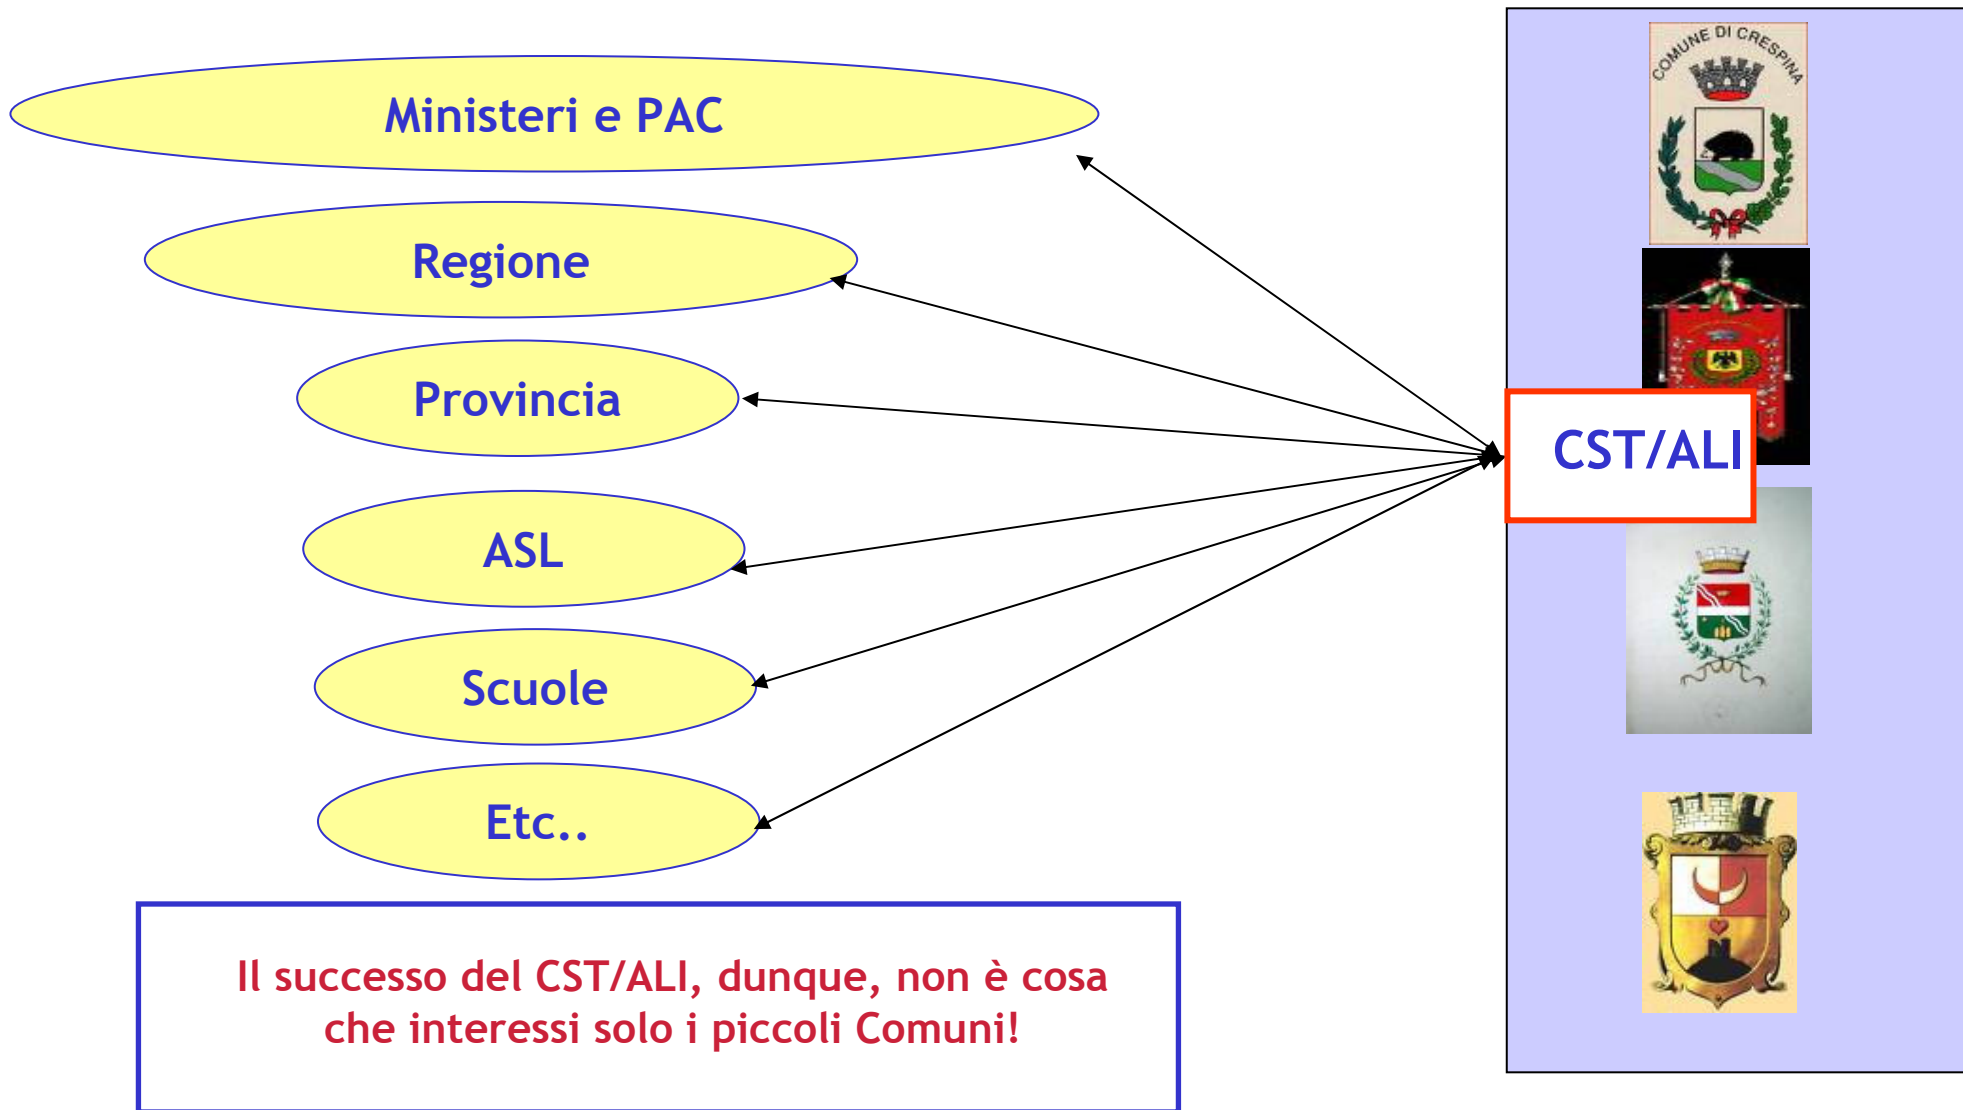 COMUNE DI CRESPINA
Ministeri e PAC
Regione
Provincia
CST/ALI
ASL
Scuole
Etc..
N
Il successo del CST/ALI, dunque, non è cosa
che interessi solo i piccoli Comuni!